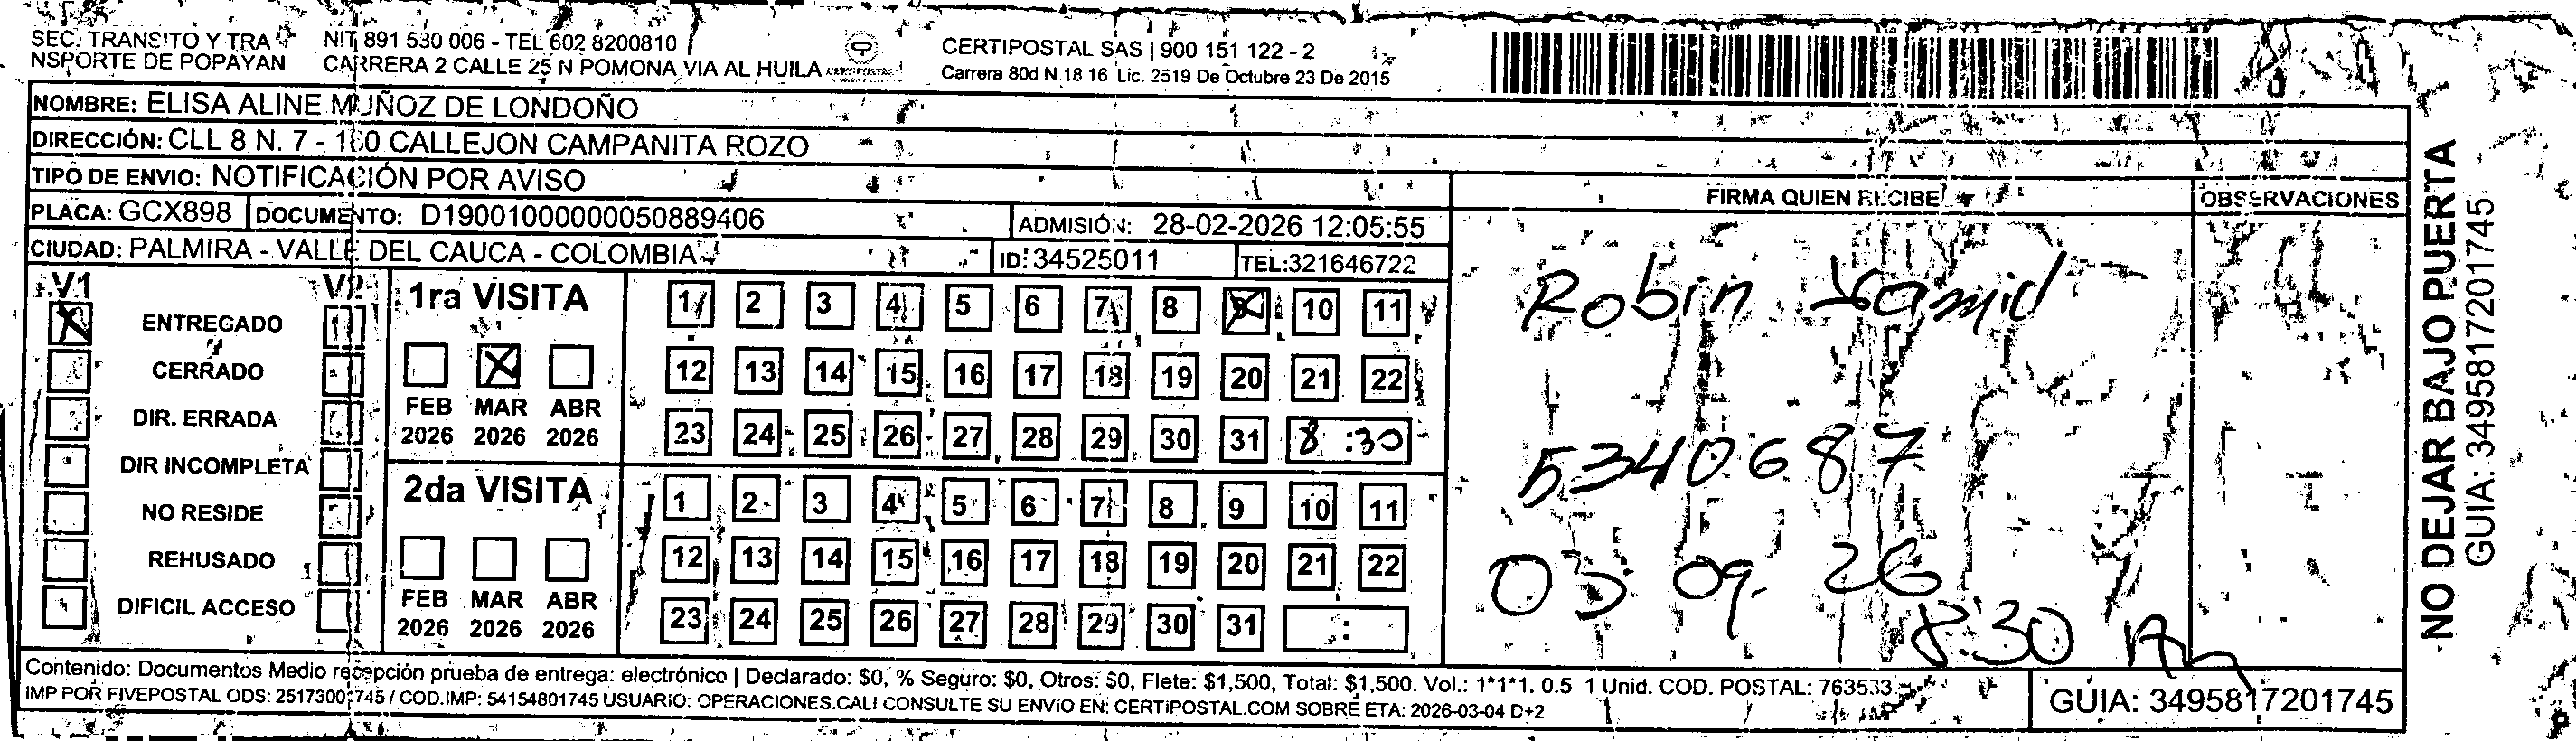 SEC. TRANSITO Y TRA NIT 891 530 006 - TEL 602 8200810
NSPORTE DE POPAYAN CARRERA 2 CALLE 25 N POMONA VIA AL HUILA
CERTIPOSTAL SAS | 900 151 122 - 2
Carrera 80d N.18 16 Lic. 2519 De Octubre 23 De 2015
NOMBRE: ELISA ALINE MUÑOZ DE LONDOÑO
DIRECCIÓN: CLL 8 N. 7 - CALLEJON CAMPANITA ROZO
TIPO DE ENVIO: NOTIFICACIÓN POR AVISO
PLACA: GCX898 DOCUMENTO: D19001000000050889406 ADMISIÓN: 28-02-2026 12:05:55
CIUDAD: PALMIRA - VALLE DEL CAUCA - COLOMBIA ID: 34525011 TEL:321646722
FIRMA QUIEN RECIBE OBSERVACIONES
V1 V2
ENTREGADO
CERRADO
DIR. ERRADA
DIR INCOMPLETA
NO RESIDE
REHUSADO
DIFICIL ACCESO
1ra VISITA
FEB MAR ABR
2026 2026 2026
1 2 3 4 5 6 7 8 9 10 11
12 13 14 15 16 17 18 19 20 21 22
23 24 25 26 27 28 29 30 31 8:30
2da VISITA
FEB MAR ABR
2026 2026 2026
1 2 3 4 5 6 7 8 9 10 11
12 13 14 15 16 17 18 19 20 21 22
23 24 25 26 27 28 29 30 31 :
Robin Yamid
5340687
03 09. 26
8:30
Contenido: Documentos Medio recepción prueba de entrega: electrónico | Declarado: $0, % Seguro: $0, Otros: $0, Flete: $1,500, Total: $1,500. Vol.: 1*1*1. 0.5 1 Unid. COD. POSTAL: 763533
IMP POR FIVEPOSTAL ODS: 2517300745 / COD.IMP: 54154801745 USUARIO: OPERACIONES.CALI CONSULTE SU ENVIO EN: CERTIPOSTAL.COM SOBRE ETA: 2026-03-04 D+2
GUIA: 3495817201745
NO DEJAR BAJO PUERTA
GUIA: 3495817201745